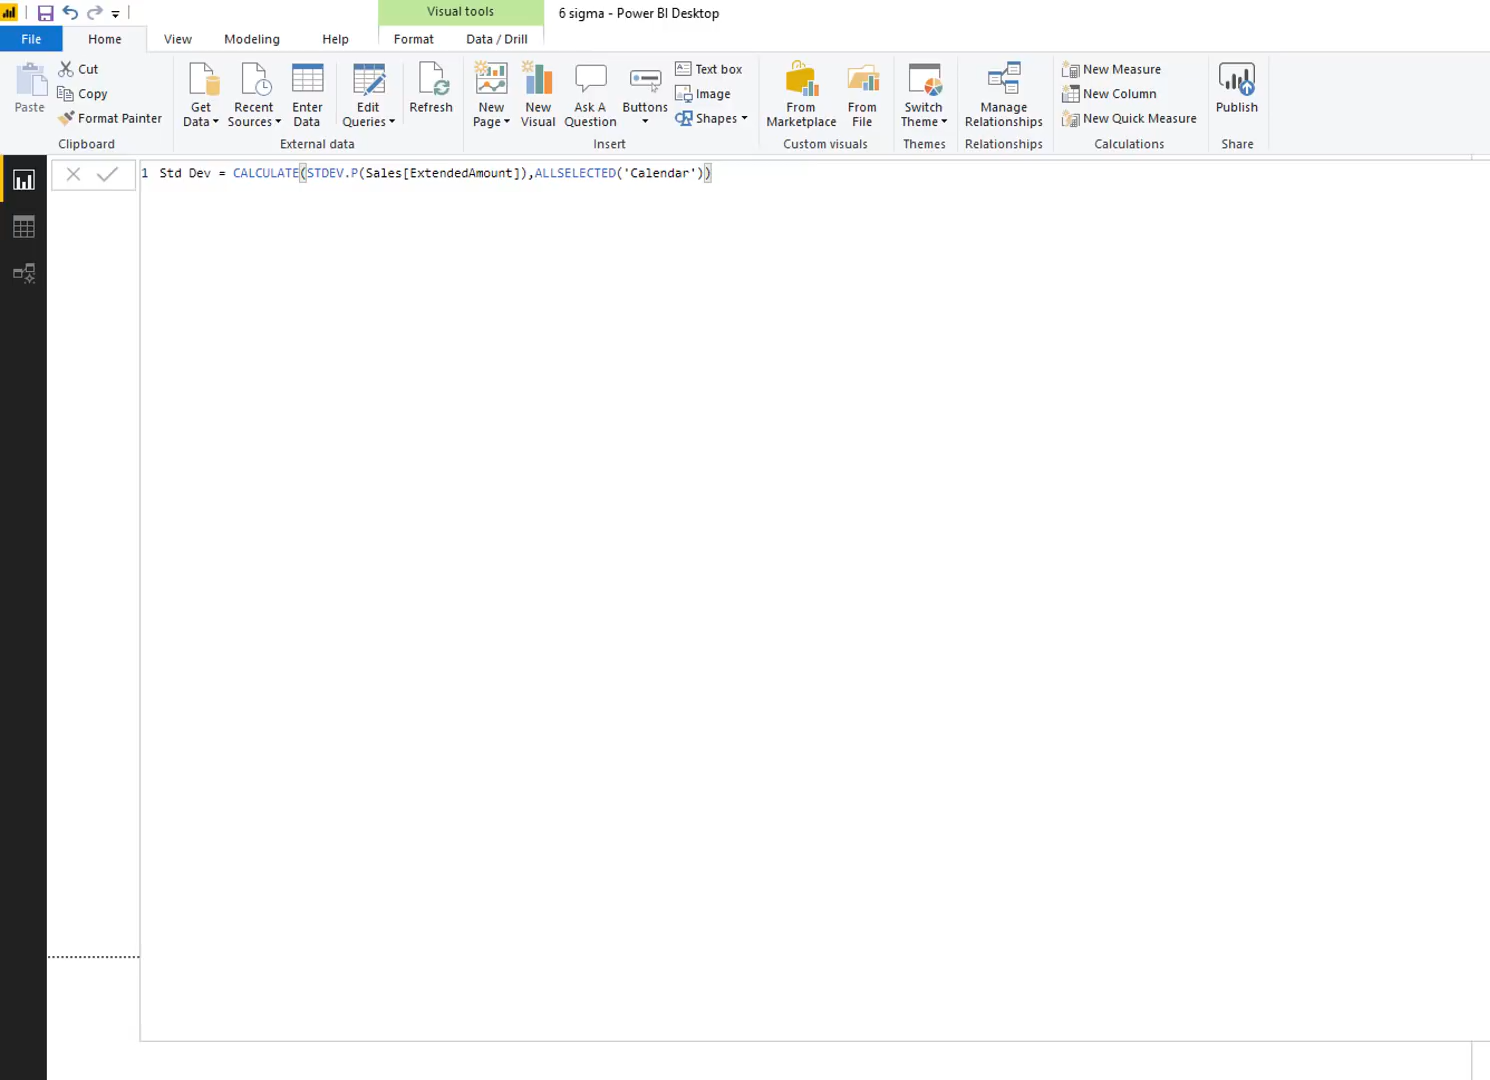 Visual tools
6 sigma - Power BI Desktop
File
Home
View
Modeling
Help
Format
Data / Drill
Paste
Cut
Copy
Format Painter
Clipboard
Get
Data
Recent
Sources
Enter
Data
Edit
Queries
Refresh
External data
New
Page
New
Visual
Ask A
Question
Buttons
Text box
Image
Shapes
Insert
From
Marketplace
From
File
Custom visuals
Switch
Theme
Themes
Manage
Relationships
Relationships
New Measure
New Column
New Quick Measure
Calculations
Publish
Share
1 Std Dev = CALCULATE(STDEV.P(Sales[ExtendedAmount]),ALLSELECTED('Calendar'))